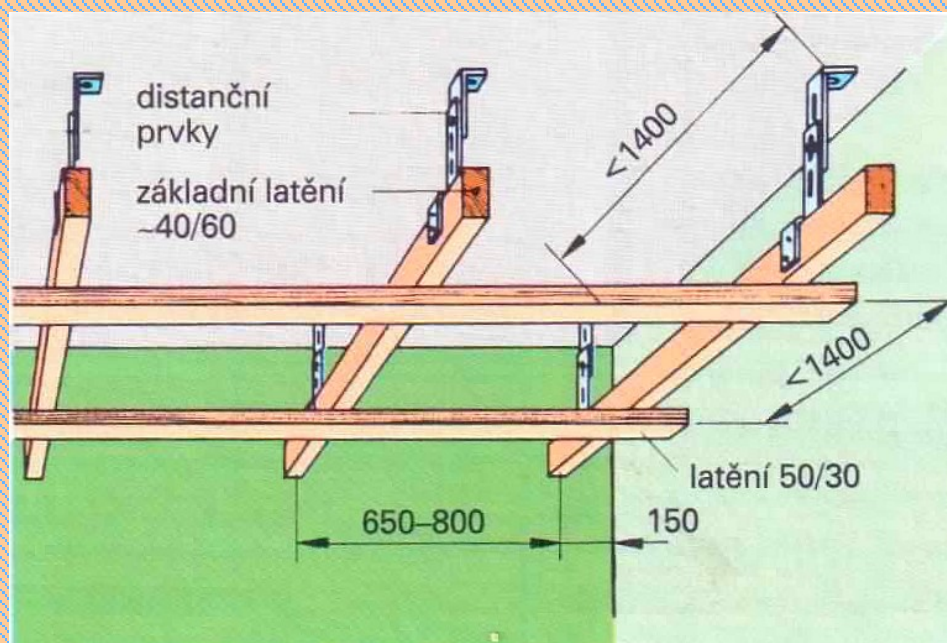 distanční
prvky
<1400
základní latění
~40/60
<1400
latění 50/30
650–800
150